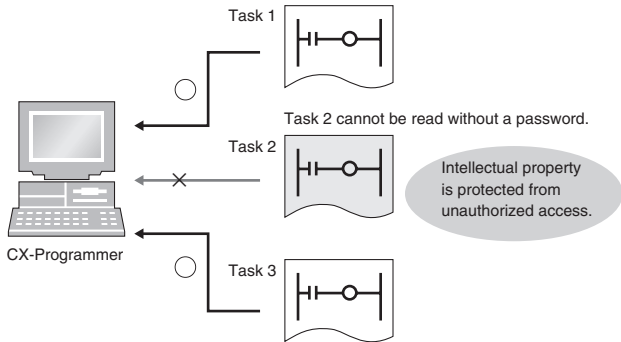 Task 1
Task 2 cannot be read without a password.
Task 2
Intellectual property
is protected from
unauthorized access.
CX-Programmer
Task 3